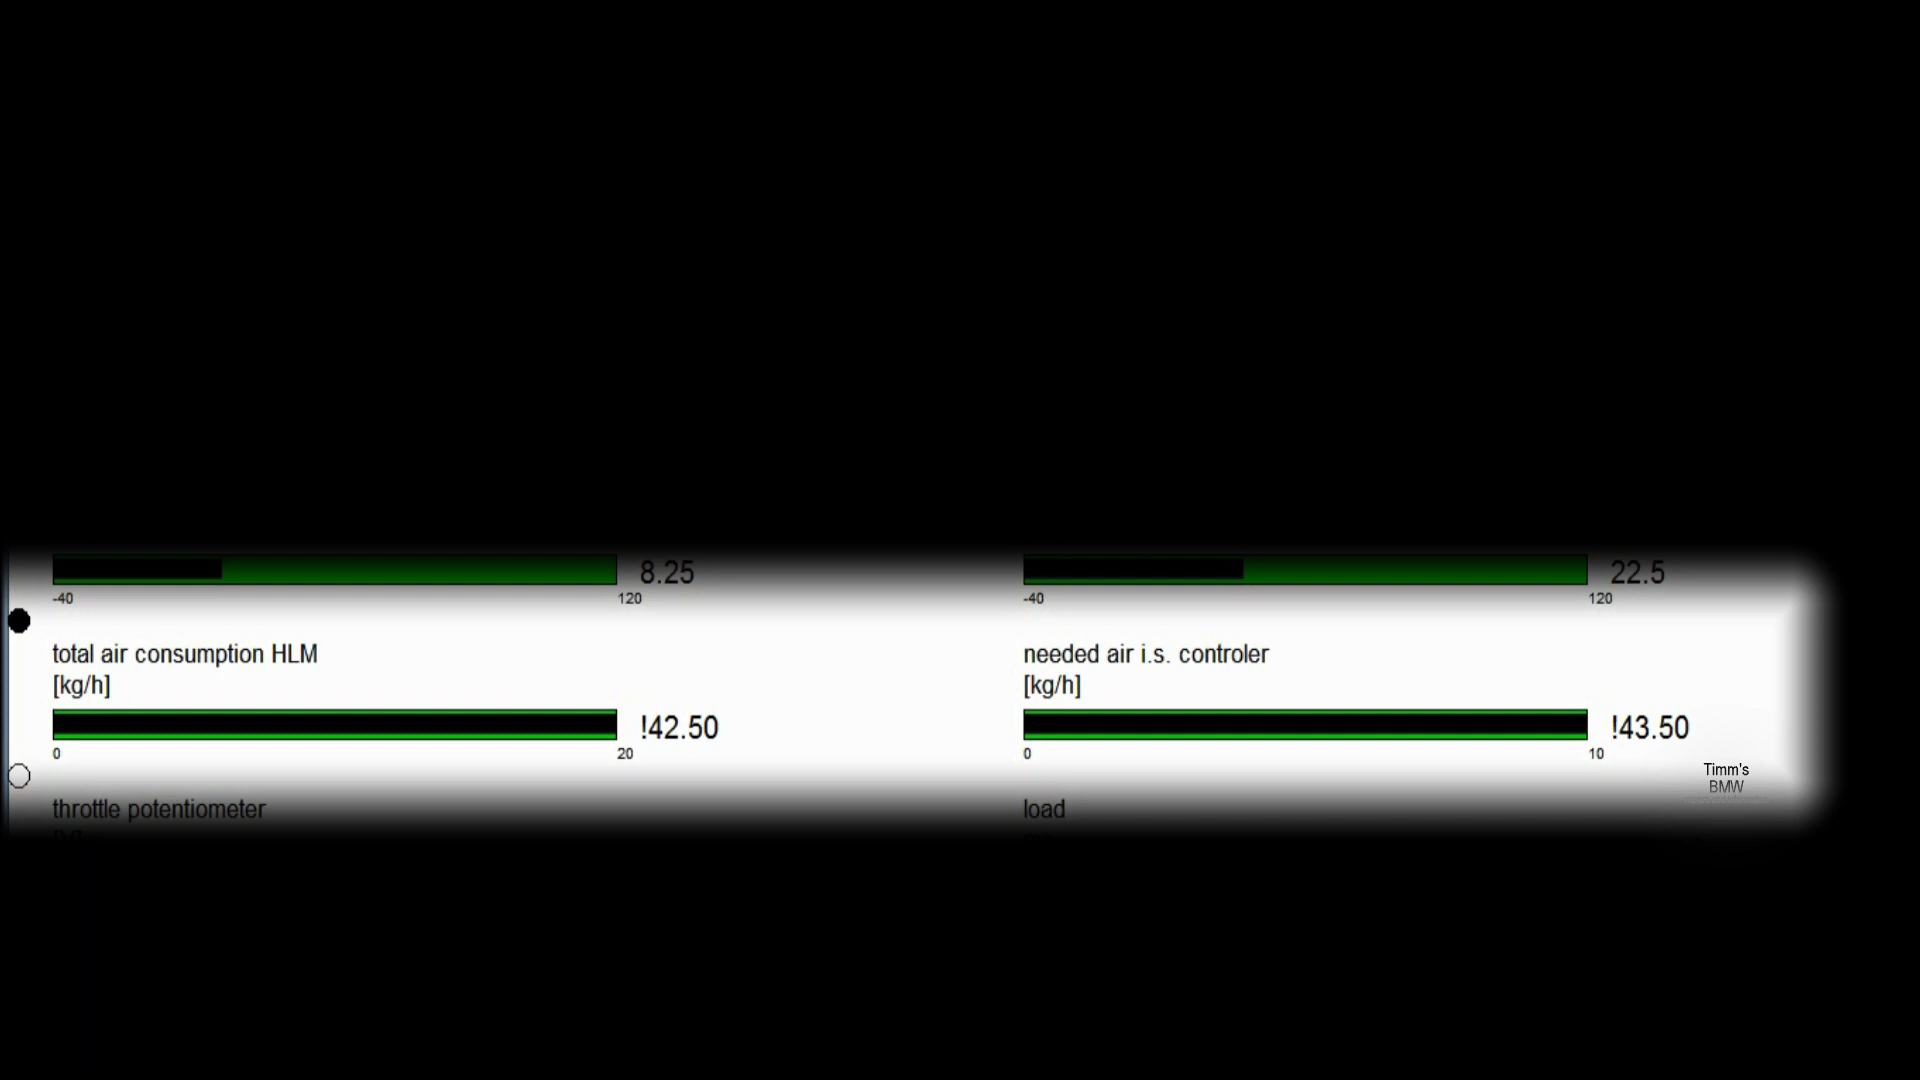 8.25 22.5
-40 120 -40 120
total air consumption HLM needed air i.s. controler
[kg/h] [kg/h]
!42.50 !43.50
0 20 0 10
Timm's
BMW
throttle potentiometer load